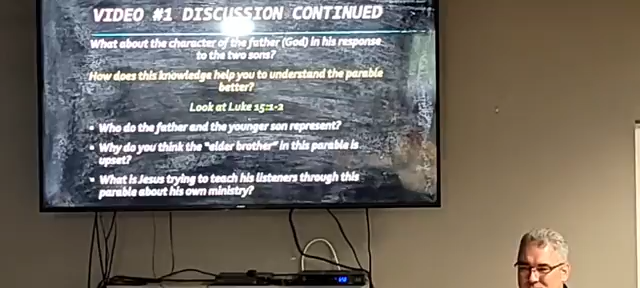 VIDEO #1 DISCUSSION CONTINUED
What about the character of the father (God) in his response
to the two sons?
How does this knowledge help you to understand the parable
better?
Look at Luke 15:1-2
• Who do the father and the younger son represent?
• Why do you think the "elder brother" in this parable is
upset?
• What is Jesus trying to teach his listeners through this
parable about his own ministry?